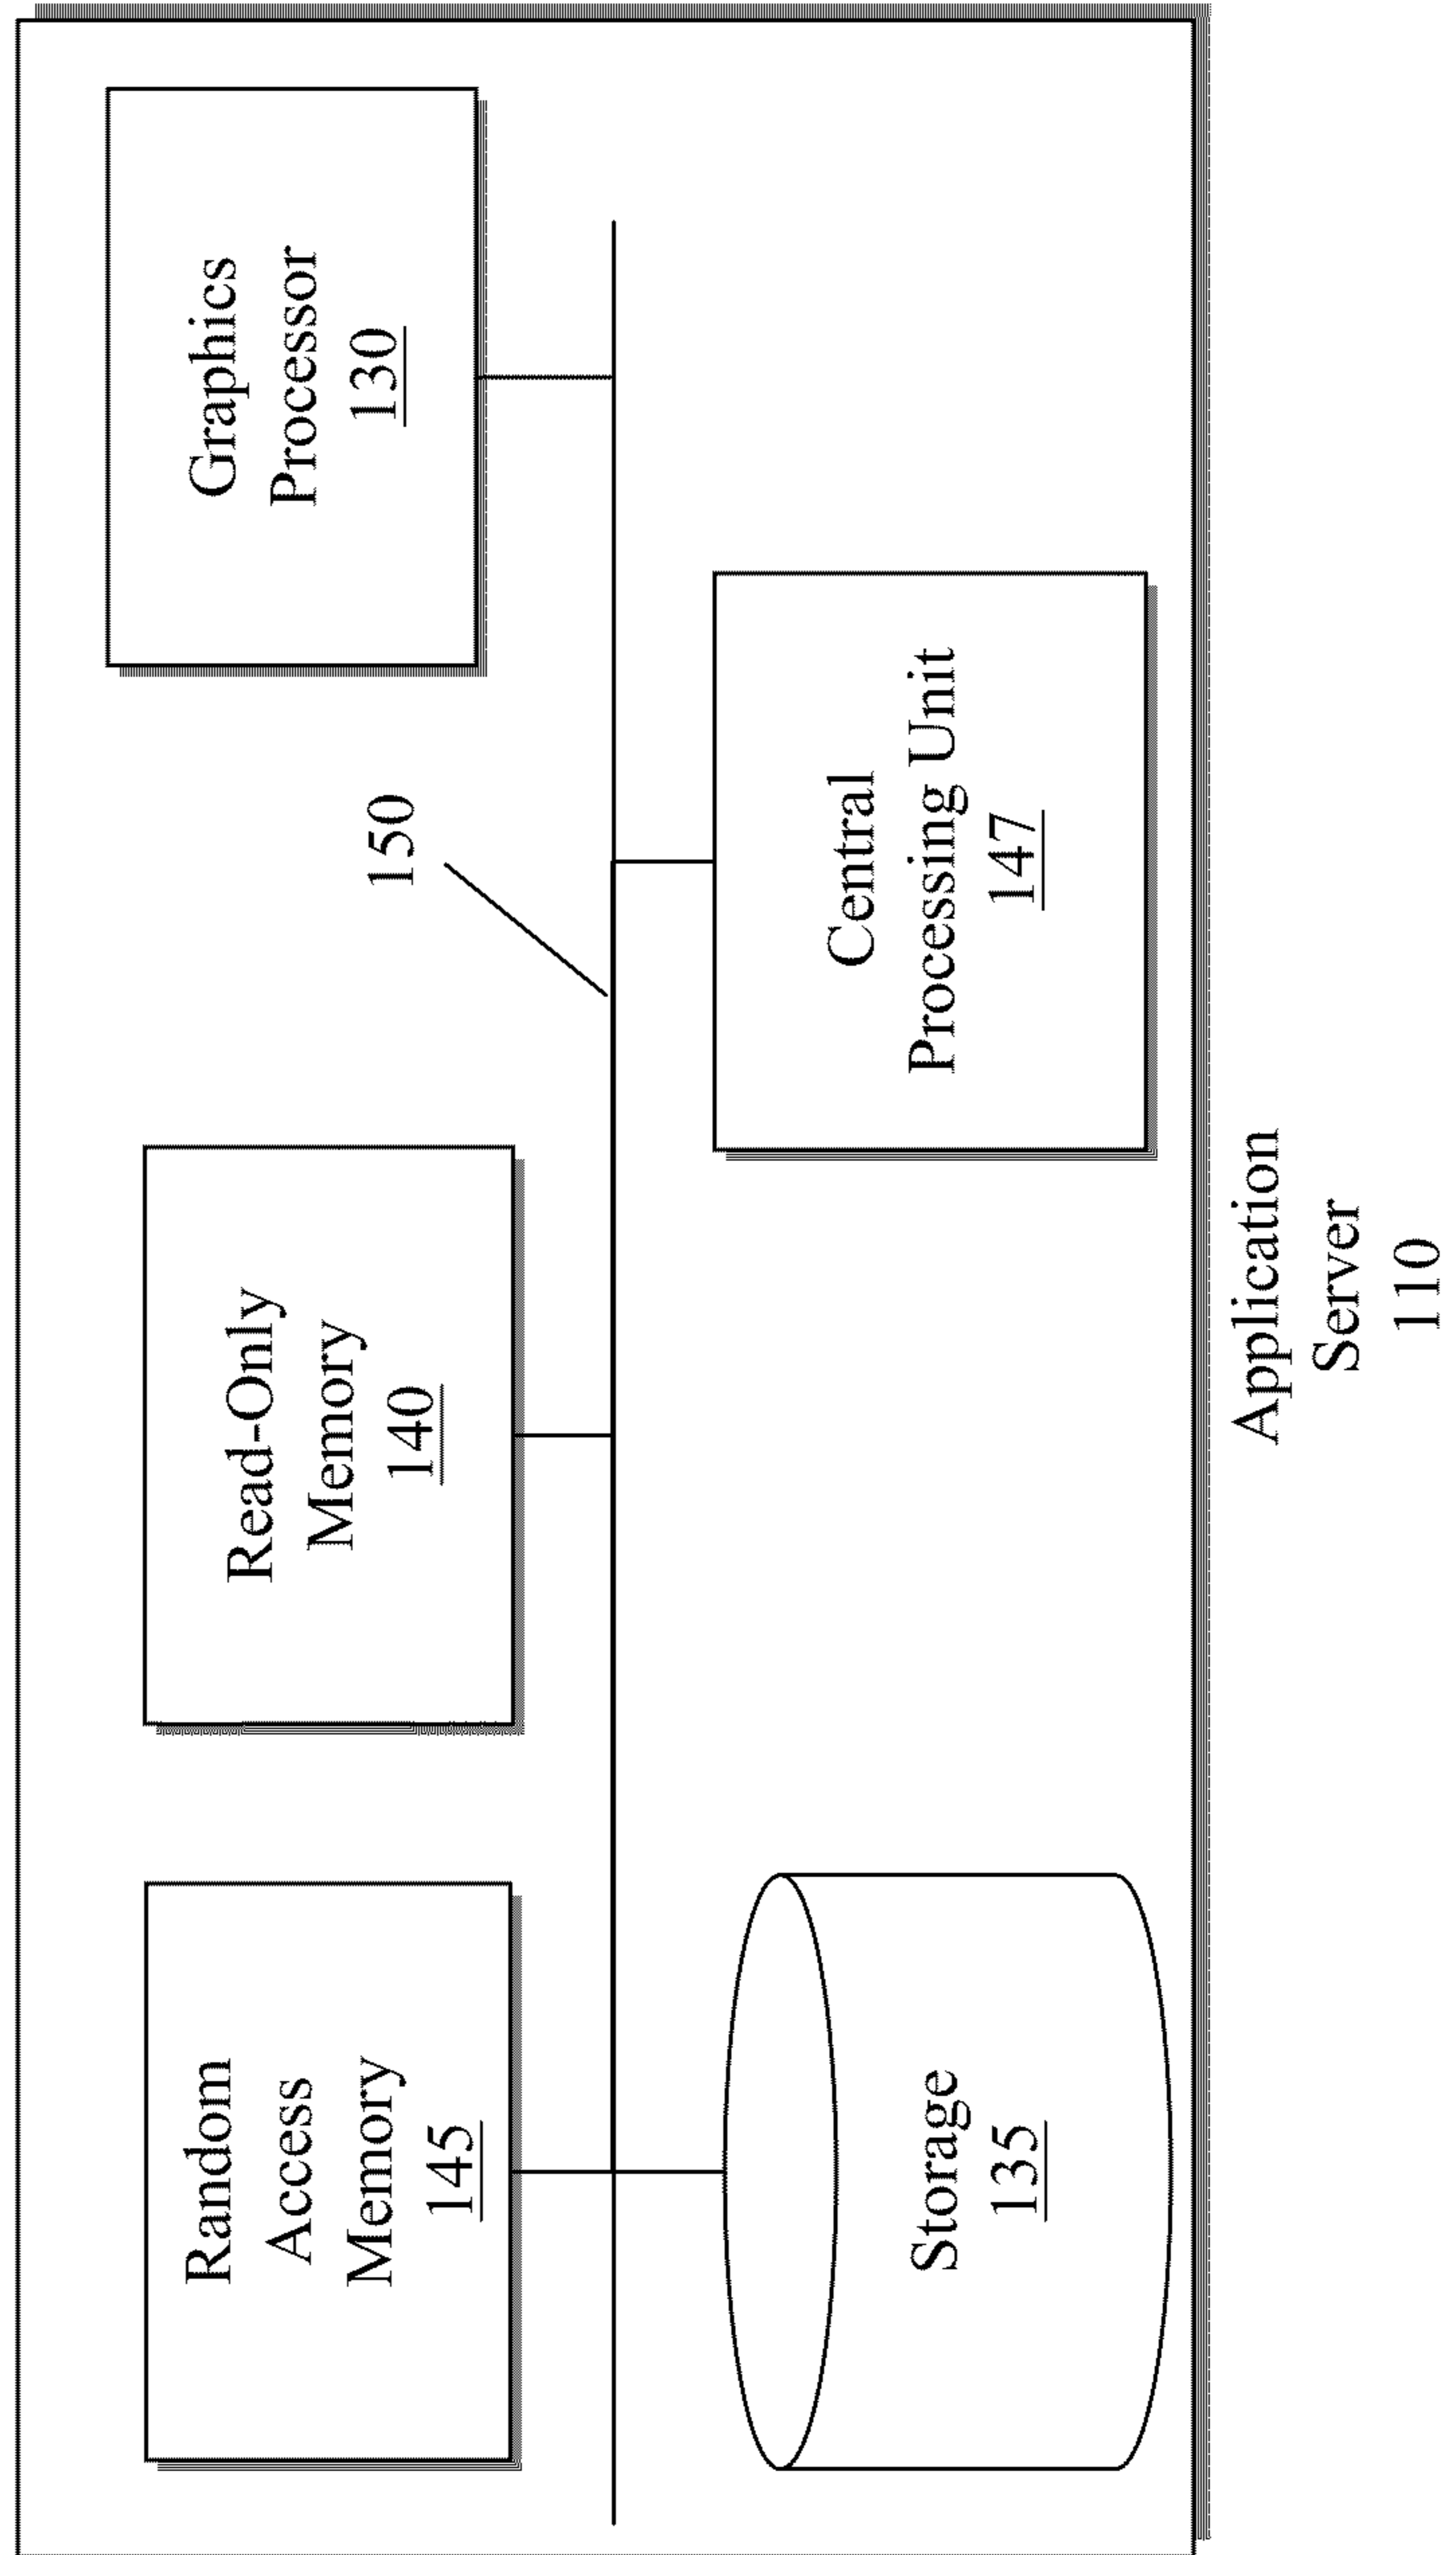 Random
Access
Memory
145
Read-Only
Memory
140
Graphics
Processor
130
150
Storage
135
Central
Processing Unit
147
Application
Server
110